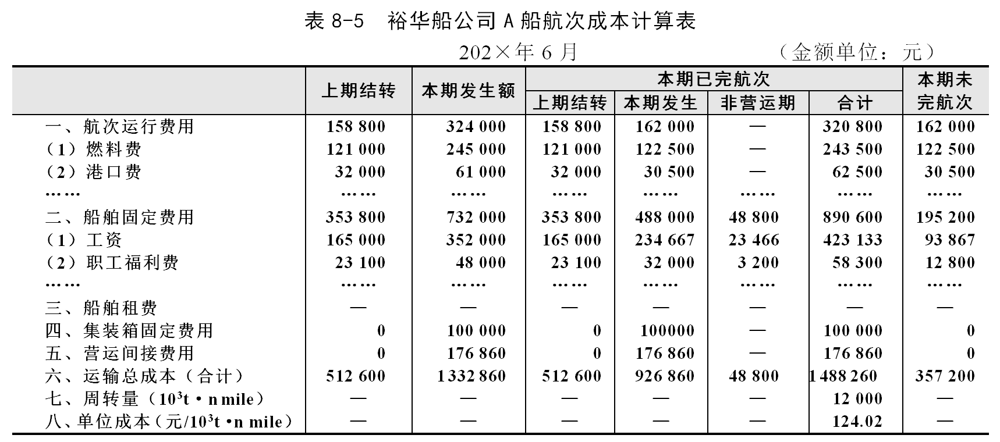 表 8-5 裕华船公司 A 船航次成本计算表
202×年 6 月 （金额单位：元）
上期结转 本期发生额 本期已完航次 本期未完航次
上期结转 本期发生 非营运期 合计
一、航次运行费用 158 800 324 000 158 800 162 000 — 320 800 162 000
（1）燃料费 121 000 245 000 121 000 122 500 — 243 500 122 500
（2）港口费 32 000 61 000 32 000 30 500 — 62 500 30 500
…… …… …… …… …… …… …… ……
二、船舶固定费用 353 800 732 000 353 800 488 000 48 800 890 600 195 200
（1）工资 165 000 352 000 165 000 234 667 23 466 423 133 93 867
（2）职工福利费 23 100 48 000 23 100 32 000 3 200 58 300 12 800
…… …… …… …… …… …… …… ……
三、船舶租费 — — — — — — —
四、集装箱固定费用 0 100 000 0 100000 — 100 000 0
五、营运间接费用 0 176 860 0 176 860 — 176 860 0
六、运输总成本（合计） 512 600 1 332 860 512 600 926 860 48 800 1 488 260 357 200
七、周转量（10³t·n mile） — — — — — 12 000 —
八、单位成本（元/10³t·n mile） — — — — — 124.02 —